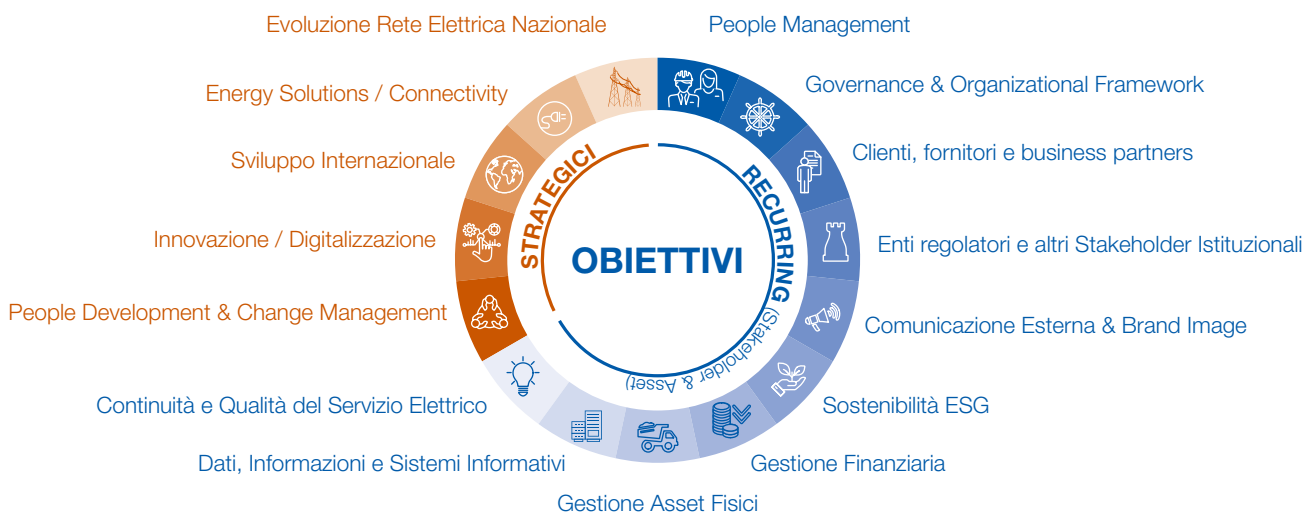 Evoluzione Rete Elettrica Nazionale
People Management
Energy Solutions / Connectivity
Governance & Organizational Framework
Sviluppo Internazionale
Clienti, fornitori e business partners
Innovazione / Digitalizzazione
Enti regolatori e altri Stakeholder Istituzionali
People Development & Change Management
Comunicazione Esterna & Brand Image
STRATEGICI
OBIETTIVI
RECURRING (Stakeholder & Asset)
Continuità e Qualità del Servizio Elettrico
Sostenibilità ESG
Dati, Informazioni e Sistemi Informativi
Gestione Finanziaria
Gestione Asset Fisici